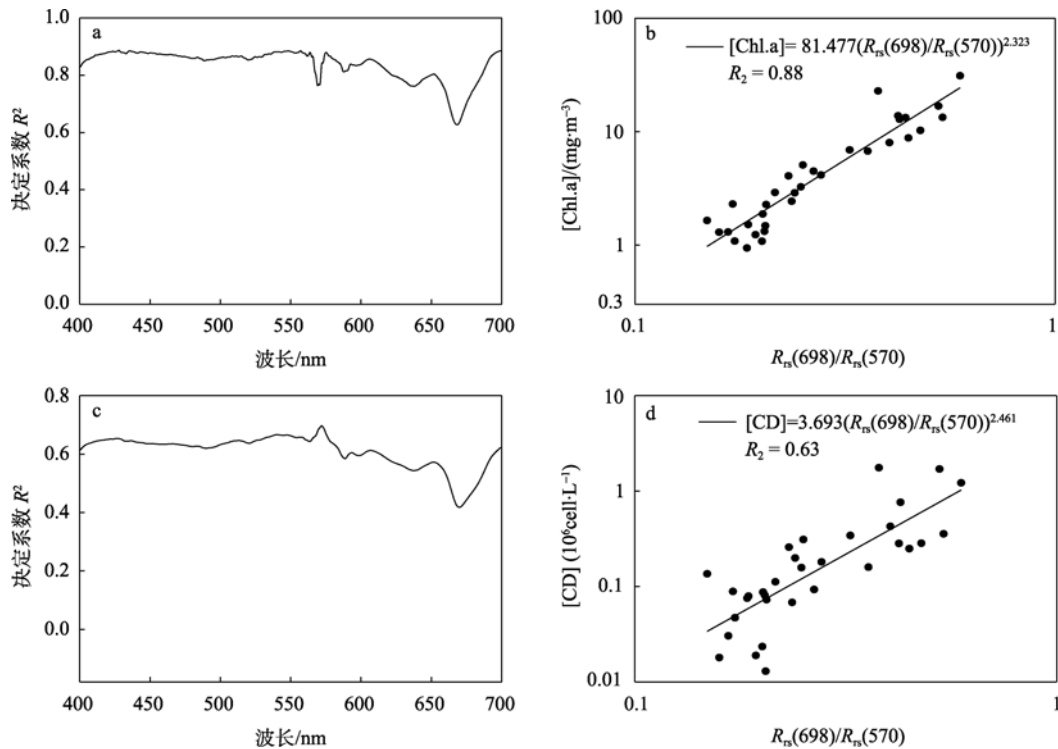 a
1.0
0.8
0.6
0.4
0.2
0.0
决定系数 R²
400 450 500 550 600 650 700
波长/nm
b
[Chl.a]= 81.477(Rrs(698)/Rrs(570))^2.323
R₂ = 0.88
100
10
1
0.3
[Chl.a]/(mg·m⁻³)
0.1 1
Rrs(698)/Rrs(570)
c
0.8
0.6
0.4
0.2
0.0
决定系数 R²
400 450 500 550 600 650 700
波长/nm
d
[CD]=3.693(Rrs(698)/Rrs(570))^2.461
R₂ = 0.63
10
1
0.1
0.01
[CD] (10⁶cell·L⁻¹)
0.1 1
Rrs(698)/Rrs(570)